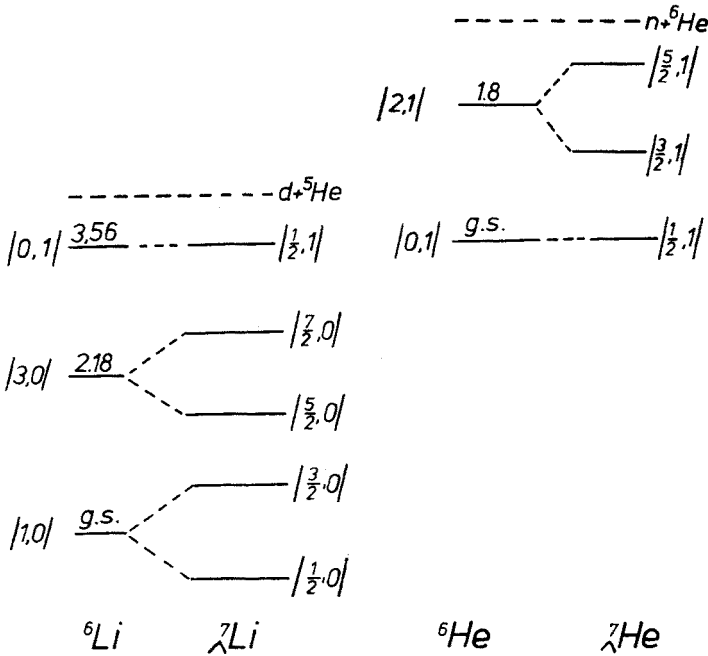 n+⁶He
|5/2,1|
|2,1| 1.8
|3/2,1|
d+⁵He
|0,1| 3,56 |1/2,1|
|0,1| g.s. |1/2,1|
|7/2,0|
|3,0| 2.18
|5/2,0|
|3/2,0|
|1,0| g.s.
|1/2,0|
⁶Li ⁷ΛLi ⁶He ⁷ΛHe